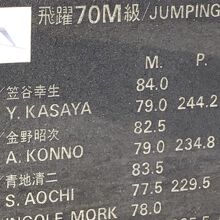 飛躍70M級/JUMPING
M. P.
笠谷幸生 84.0
Y. KASAYA 79.0 244.2
金野昭次 82.5
A. KONNO 79.0 234.8
青地清二 83.5
S. AOCHI 77.5 229.5
INGOLF MORK 78.0